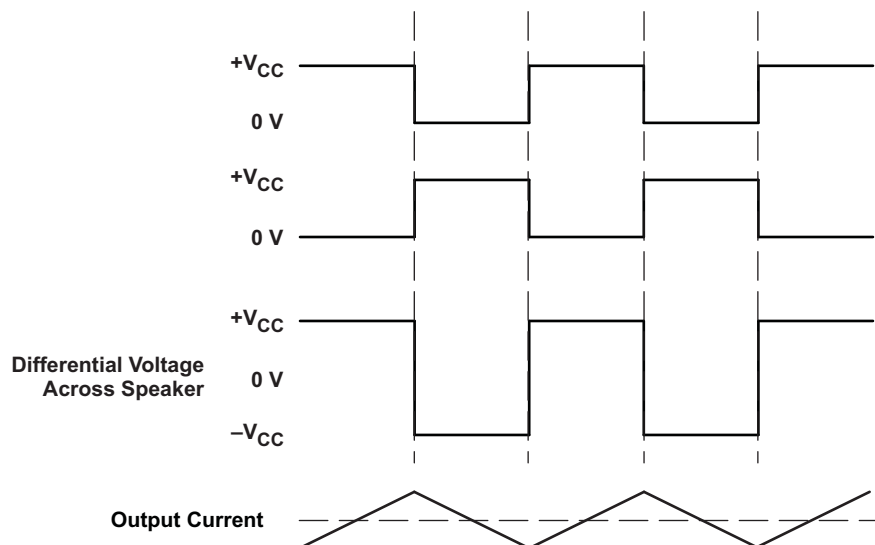 +VCC
0 V
+VCC
0 V
+VCC
Differential Voltage
Across Speaker
0 V
–VCC
Output Current